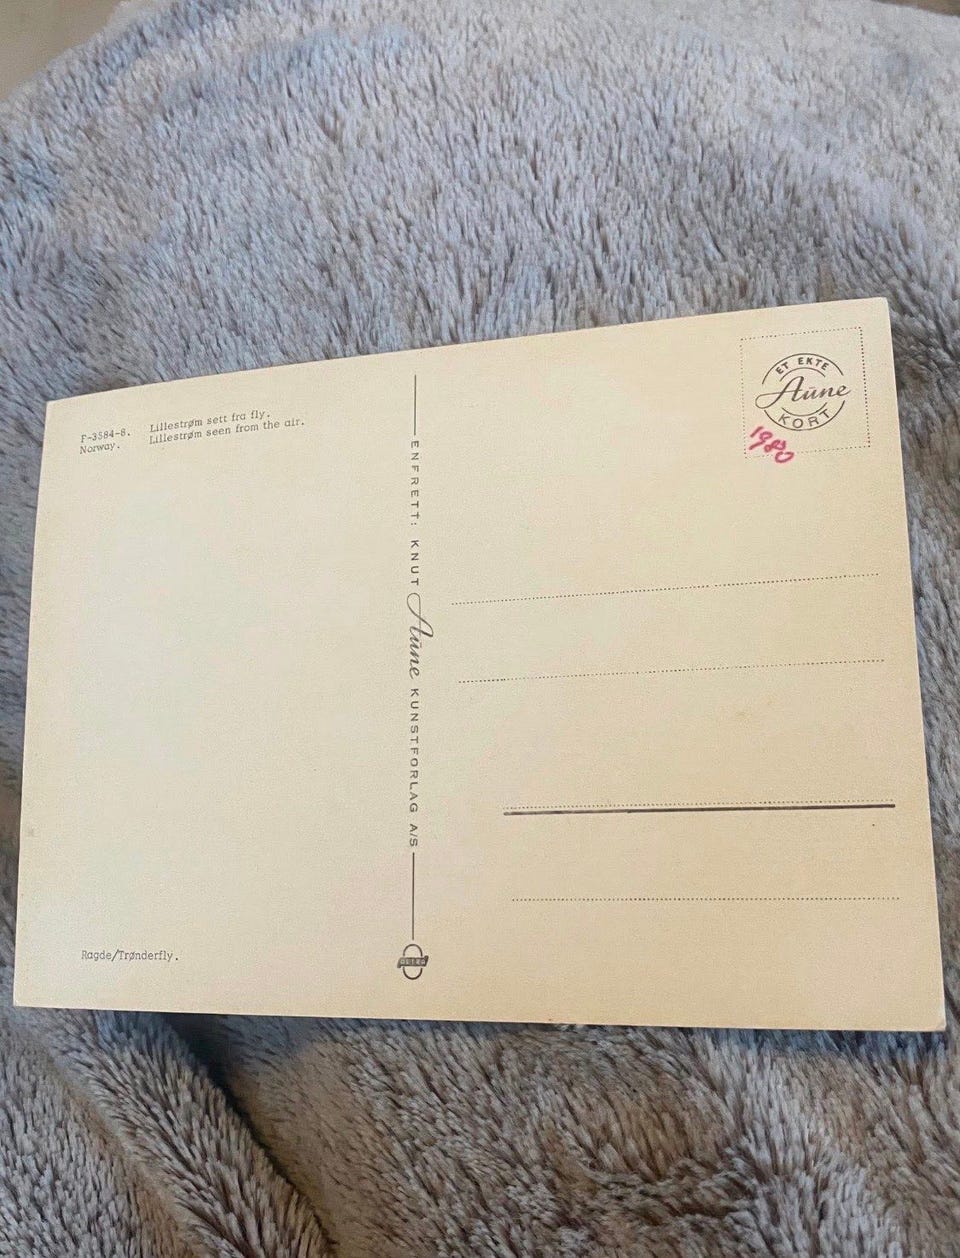 F-3584-8. Lillestrøm sett fra fly.
Norway. Lillestrøm seen from the air.
ENERETT: KNUT Aune KUNSTFORLAG A/S
ET EKTE
Aune
KORT
1980
Ragde/Trønderfly.